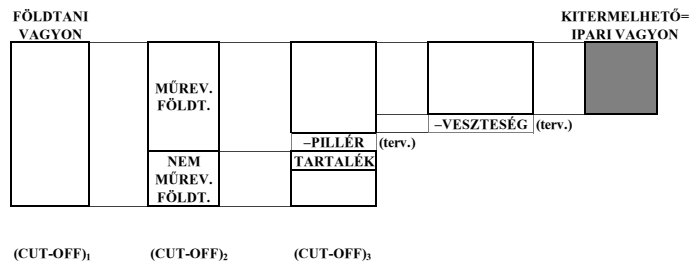 FÖLDTANI
VAGYON
KITERMELHETŐ=
IPARI VAGYON
MŰREV.
FÖLDT.
–VESZTESÉG (terv.)
–PILLÉR (terv.)
NEM
MŰREV.
FÖLDT.
TARTALÉK
(CUT-OFF)₁ (CUT-OFF)₂ (CUT-OFF)₃